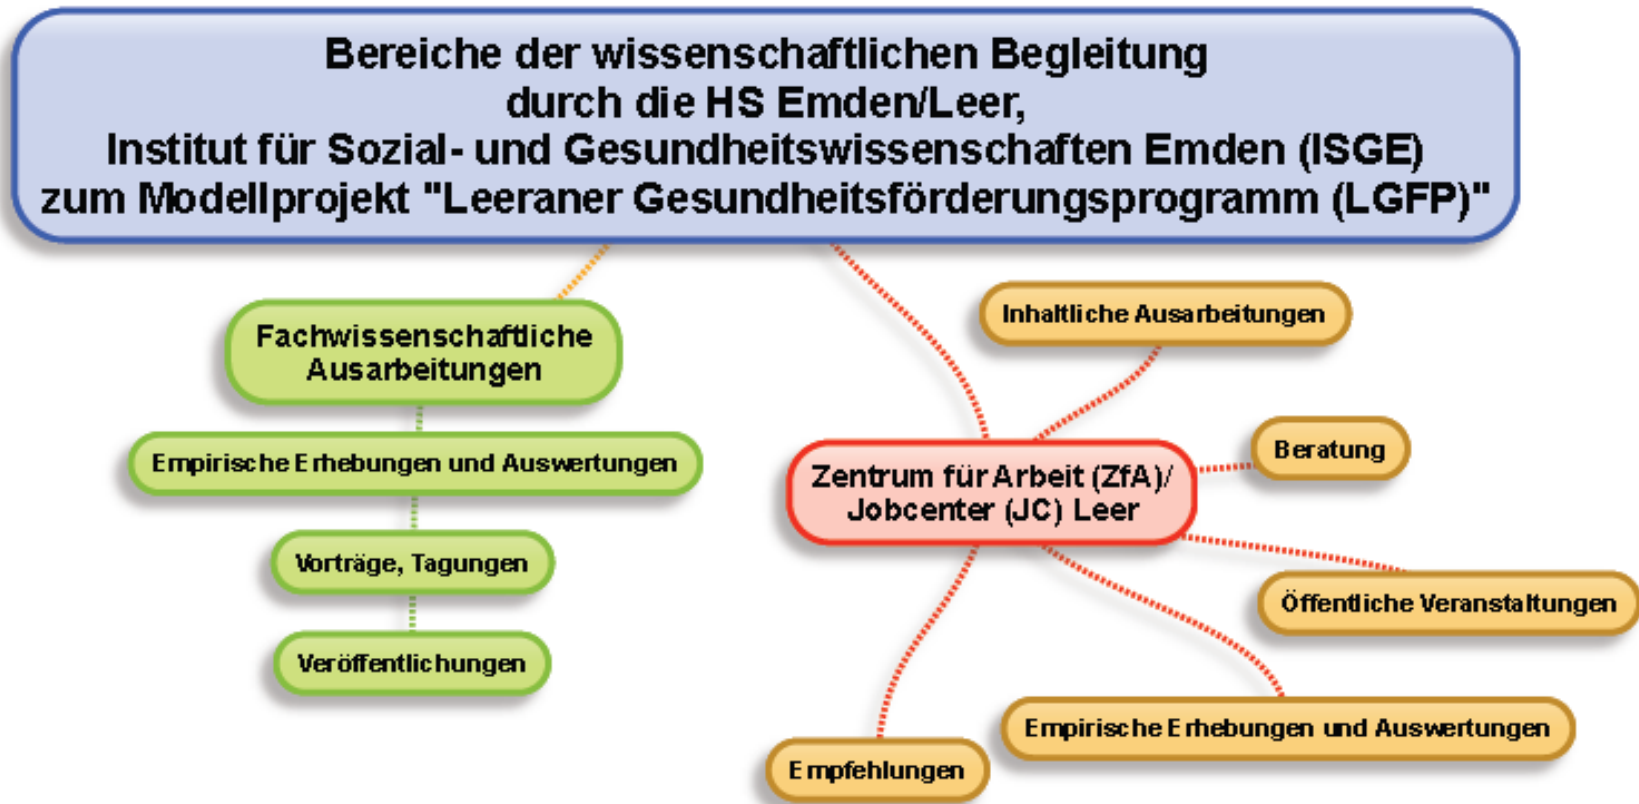 Bereiche der wissenschaftlichen Begleitung
durch die HS Emden/Leer,
Institut für Sozial- und Gesundheitswissenschaften Emden (ISGE)
zum Modellprojekt "Leeraner Gesundheitsförderungsprogramm (LGFP)"
Fachwissenschaftliche
Ausarbeitungen
Empirische Erhebungen und Auswertungen
Vorträge, Tagungen
Veröffentlichungen
Inhaltliche Ausarbeitungen
Beratung
Zentrum für Arbeit (ZfA)/
Jobcenter (JC) Leer
Öffentliche Veranstaltungen
Empirische Erhebungen und Auswertungen
Empfehlungen